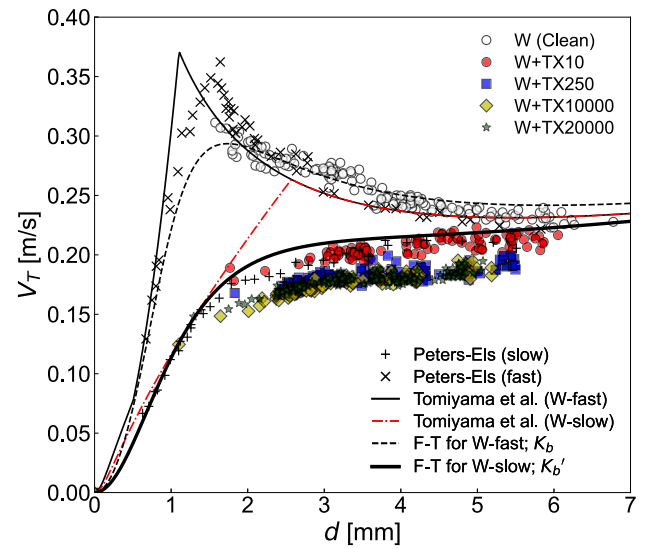 0.40
0.35
0.30
0.25
0.20
0.15
0.10
0.05
0.00
V_T [m/s]
W (Clean)
W+TX10
W+TX250
W+TX10000
W+TX20000
Peters-Els (slow)
Peters-Els (fast)
Tomiyama et al. (W-fast)
Tomiyama et al. (W-slow)
F-T for W-fast; K_b
F-T for W-slow; K_b'
0 1 2 3 4 5 6 7
d [mm]